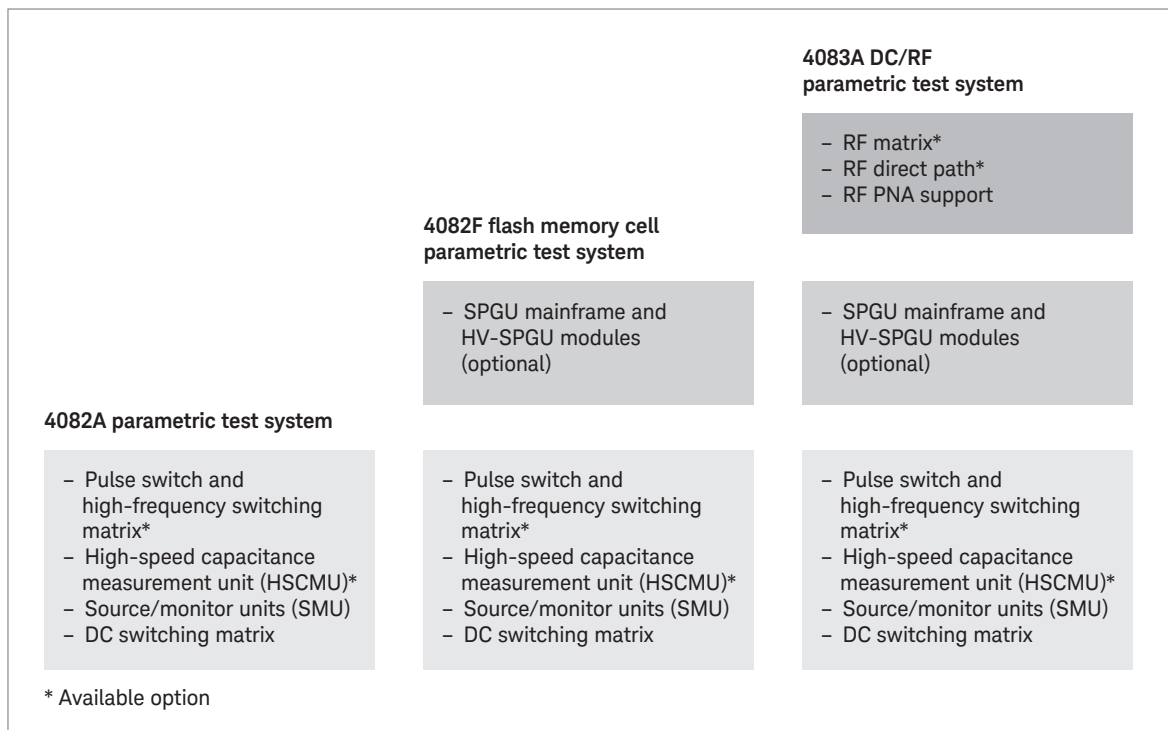 4083A DC/RF
parametric test system
– RF matrix*
– RF direct path*
– RF PNA support
4082F flash memory cell
parametric test system
– SPGU mainframe and
HV-SPGU modules
(optional)
– SPGU mainframe and
HV-SPGU modules
(optional)
4082A parametric test system
– Pulse switch and
high-frequency switching
matrix*
– High-speed capacitance
measurement unit (HSCMU)*
– Source/monitor units (SMU)
– DC switching matrix
– Pulse switch and
high-frequency switching
matrix*
– High-speed capacitance
measurement unit (HSCMU)*
– Source/monitor units (SMU)
– DC switching matrix
– Pulse switch and
high-frequency switching
matrix*
– High-speed capacitance
measurement unit (HSCMU)*
– Source/monitor units (SMU)
– DC switching matrix
* Available option